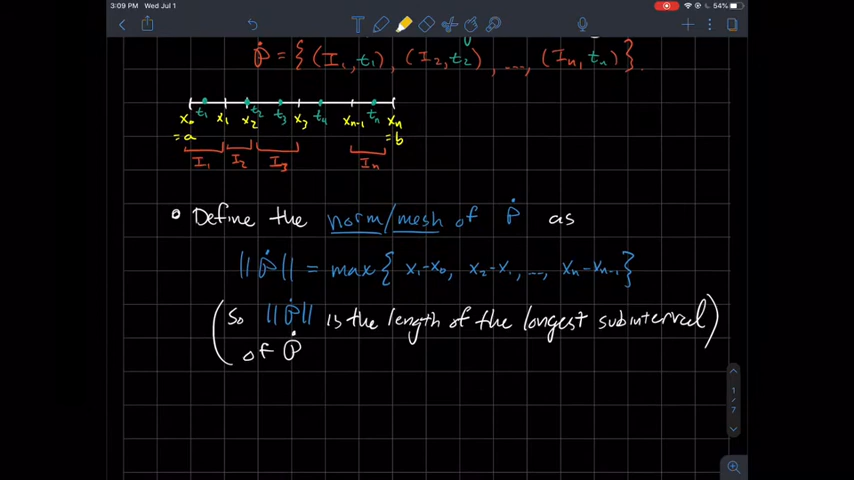 3:09 PM Wed Jul 1
54%
Ṗ = { (I₁, t₁) , (I₂, t₂) , ..., (Iₙ, tₙ) }.
x₀ t₁ x₁ x₂ t₂ t₃ x₃ t₄ xₙ₋₁ tₙ xₙ
= a = b
I₁ I₂ I₃ Iₙ
• Define the norm/mesh of Ṗ as
||Ṗ|| = max{ x₁-x₀, x₂-x₁, ..., xₙ-xₙ₋₁ }
(So ||Ṗ|| is the length of the longest subinterval
of Ṗ)
1
/
7